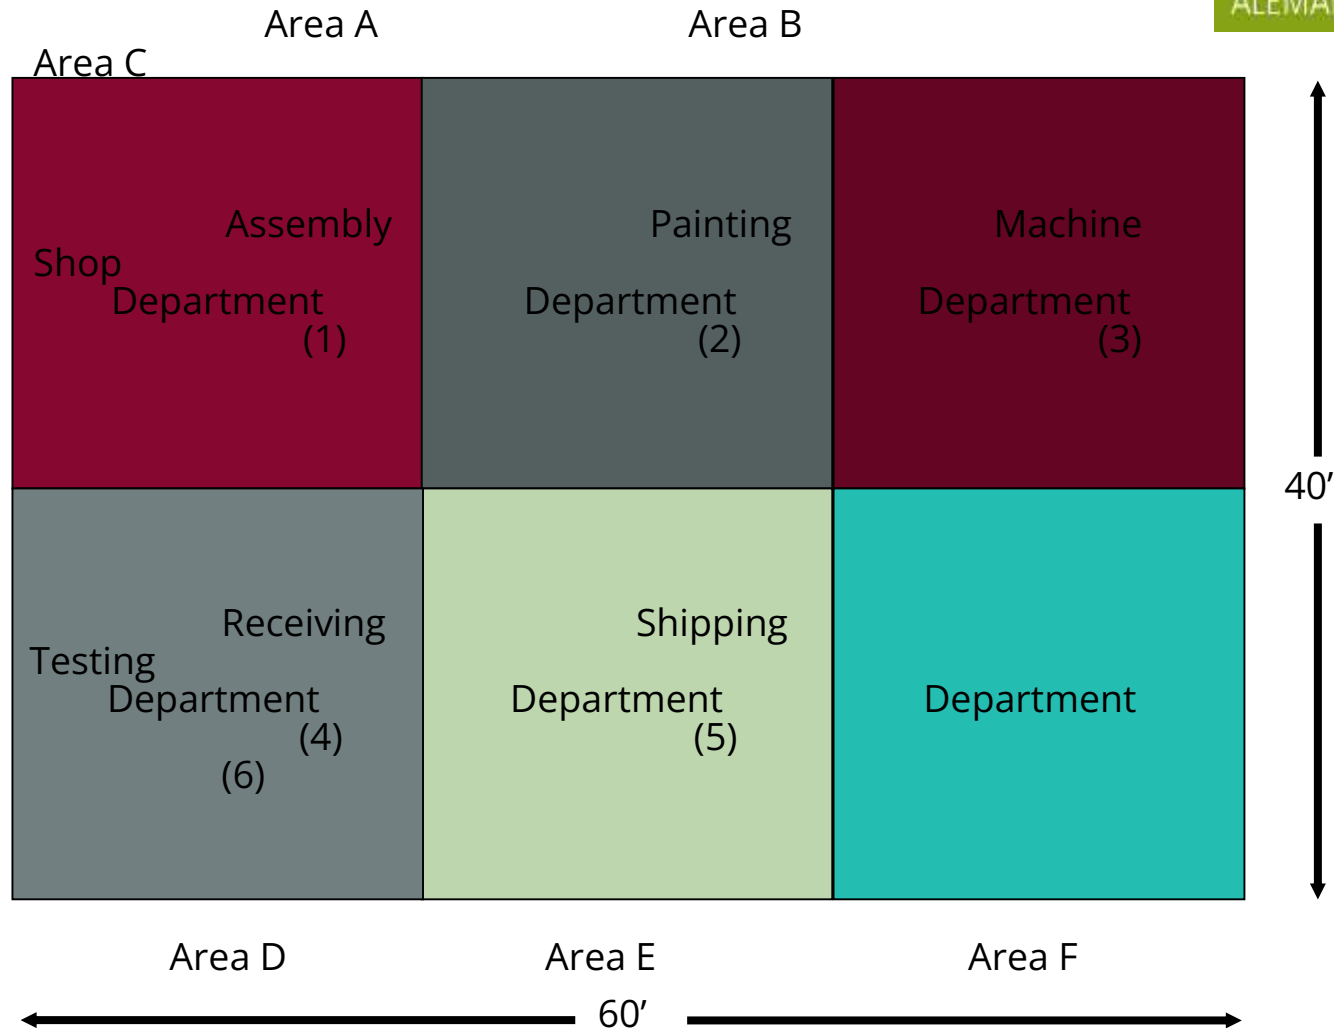 Area A Area B
Area C
Assembly Painting Machine
Shop
Department Department Department
(1) (2) (3)
40’
Receiving Shipping
Testing
Department Department Department
(4) (5)
(6)
Area D Area E Area F
60’